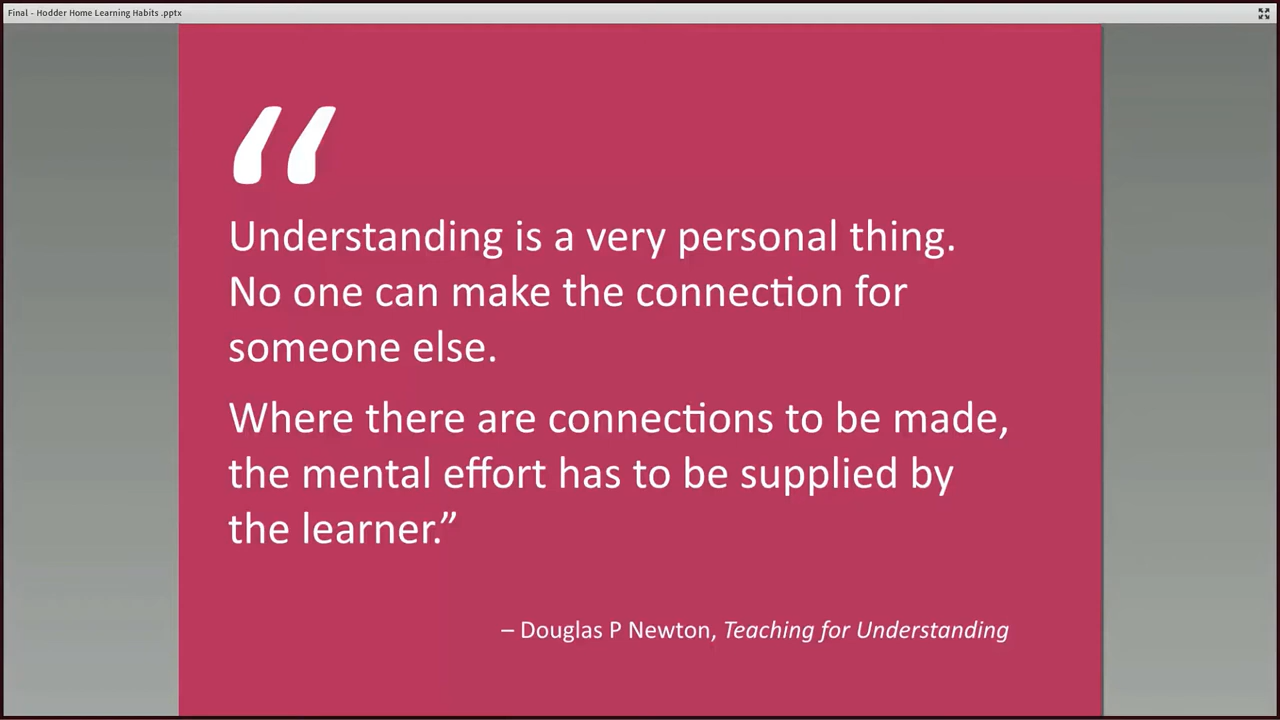 Final - Hodder Home Learning Habits .pptx
“
Understanding is a very personal thing.
No one can make the connection for
someone else.
Where there are connections to be made,
the mental effort has to be supplied by
the learner.”
– Douglas P Newton, Teaching for Understanding